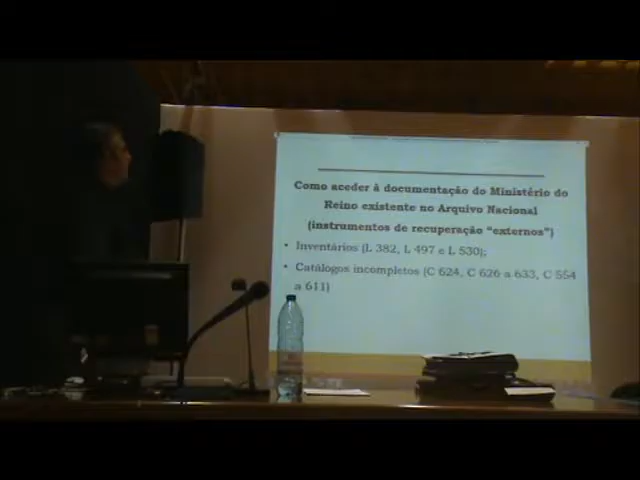 Como aceder à documentação do Ministério do
Reino existente no Arquivo Nacional
(instrumentos de recuperação “externos”)
• Inventários (L 382, L 497 e L 530);
• Catálogos incompletos (C 624, C 626 a 633, C 554
a 611)